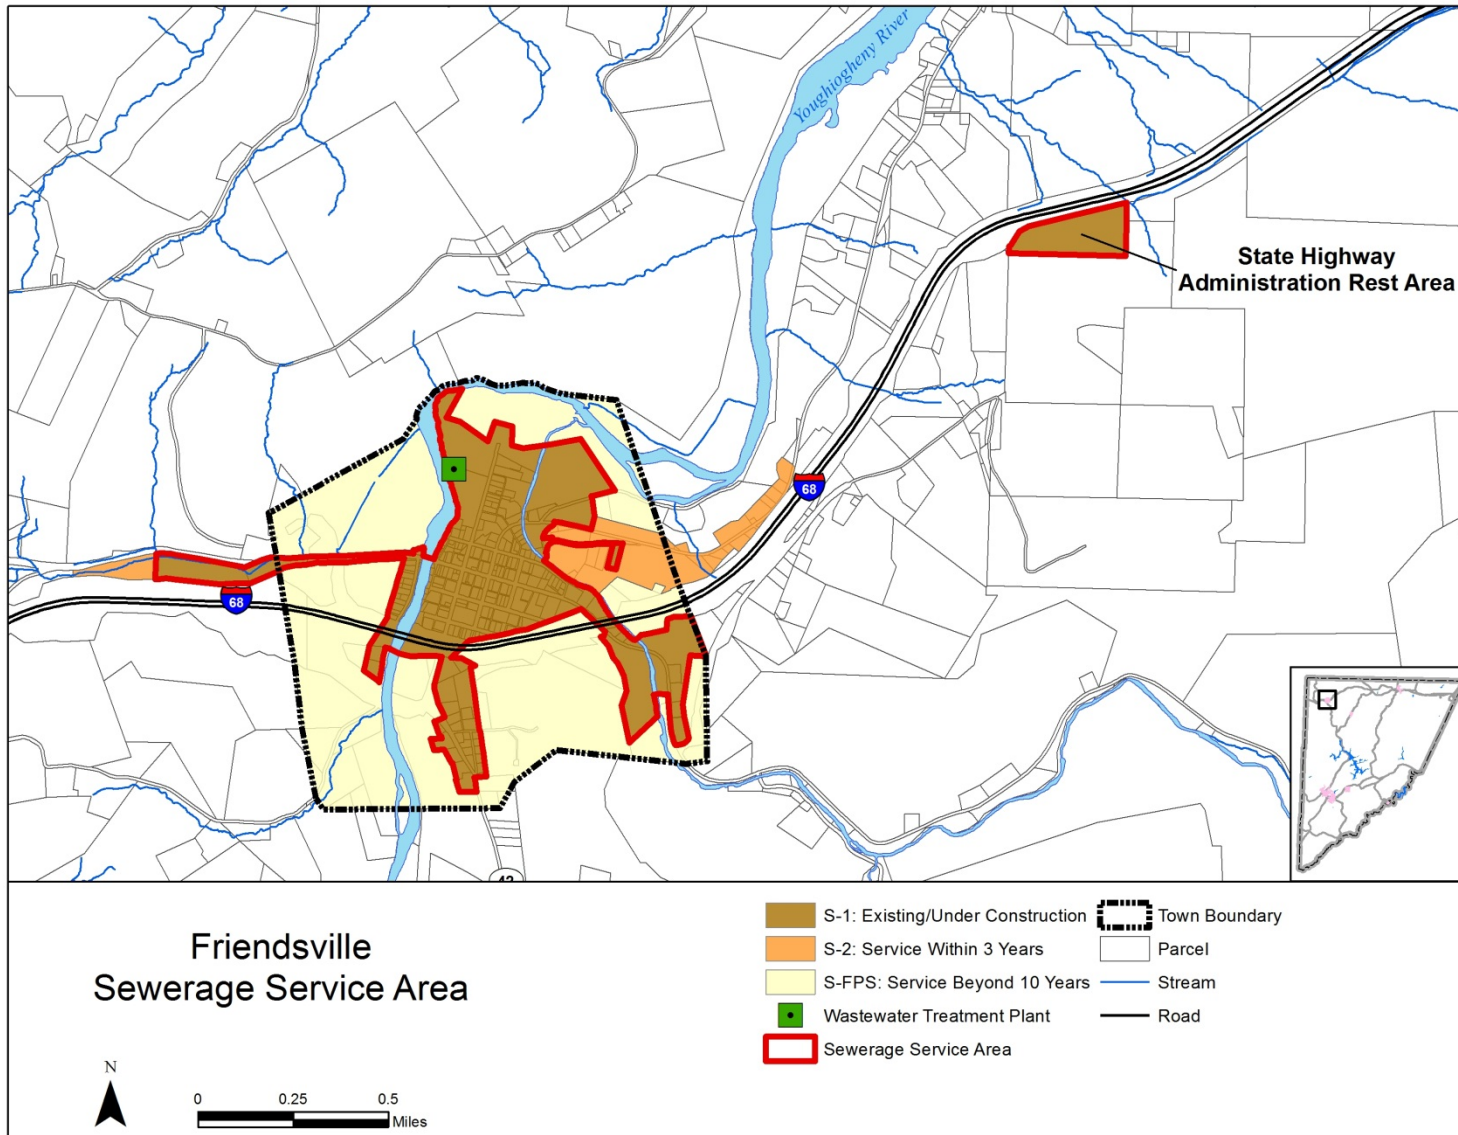 Youghiogheny River
State Highway
Administration Rest Area
68
68
Friendsville
Sewerage Service Area
S-1: Existing/Under Construction
S-2: Service Within 3 Years
S-FPS: Service Beyond 10 Years
Wastewater Treatment Plant
Sewerage Service Area
Town Boundary
Parcel
Stream
Road
N
0 0.25 0.5
Miles